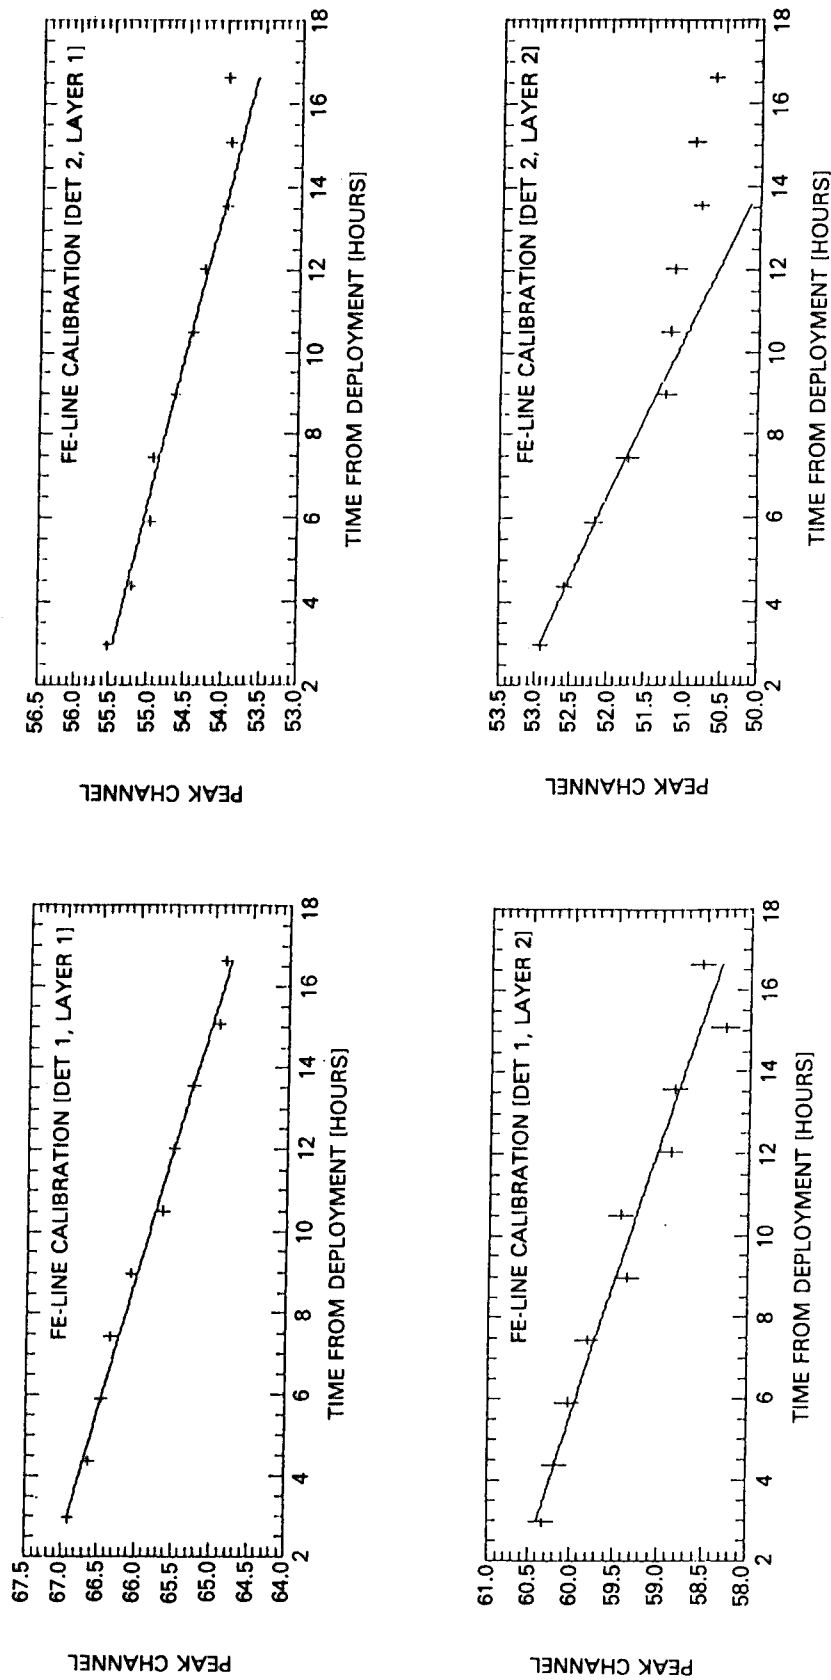 FE-LINE CALIBRATION [DET 1, LAYER 1]
PEAK CHANNEL
67.5
67.0
66.5
66.0
65.5
65.0
64.5
64.0
2 4 6 8 10 12 14 16 18
TIME FROM DEPLOYMENT [HOURS]
FE-LINE CALIBRATION [DET 2, LAYER 1]
PEAK CHANNEL
56.5
56.0
55.5
55.0
54.5
54.0
53.5
53.0
2 4 6 8 10 12 14 16 18
TIME FROM DEPLOYMENT [HOURS]
FE-LINE CALIBRATION [DET 1, LAYER 2]
PEAK CHANNEL
61.0
60.5
60.0
59.5
59.0
58.5
58.0
2 4 6 8 10 12 14 16 18
TIME FROM DEPLOYMENT [HOURS]
FE-LINE CALIBRATION [DET 2, LAYER 2]
PEAK CHANNEL
53.5
53.0
52.5
52.0
51.5
51.0
50.5
50.0
2 4 6 8 10 12 14 16 18
TIME FROM DEPLOYMENT [HOURS]